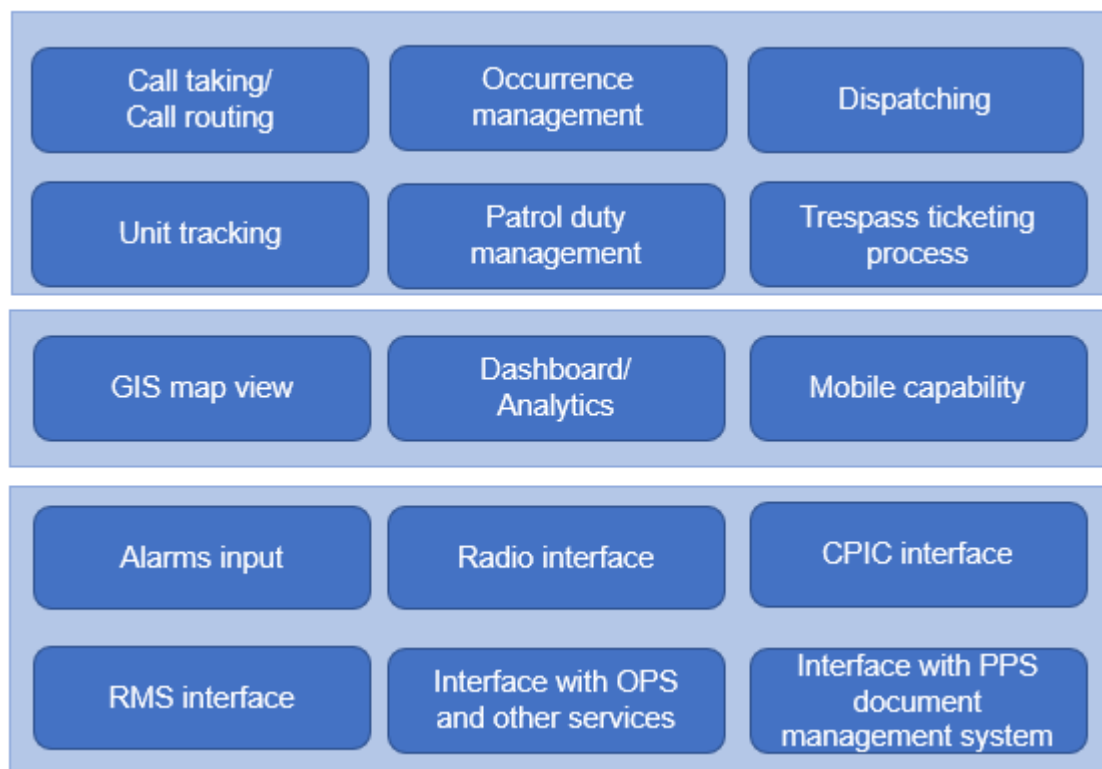 Call taking/
Call routing
Occurrence
management
Dispatching
Unit tracking
Patrol duty
management
Trespass ticketing
process
GIS map view
Dashboard/
Analytics
Mobile capability
Alarms input
Radio interface
CPIC interface
RMS interface
Interface with OPS
and other services
Interface with PPS
document
management system